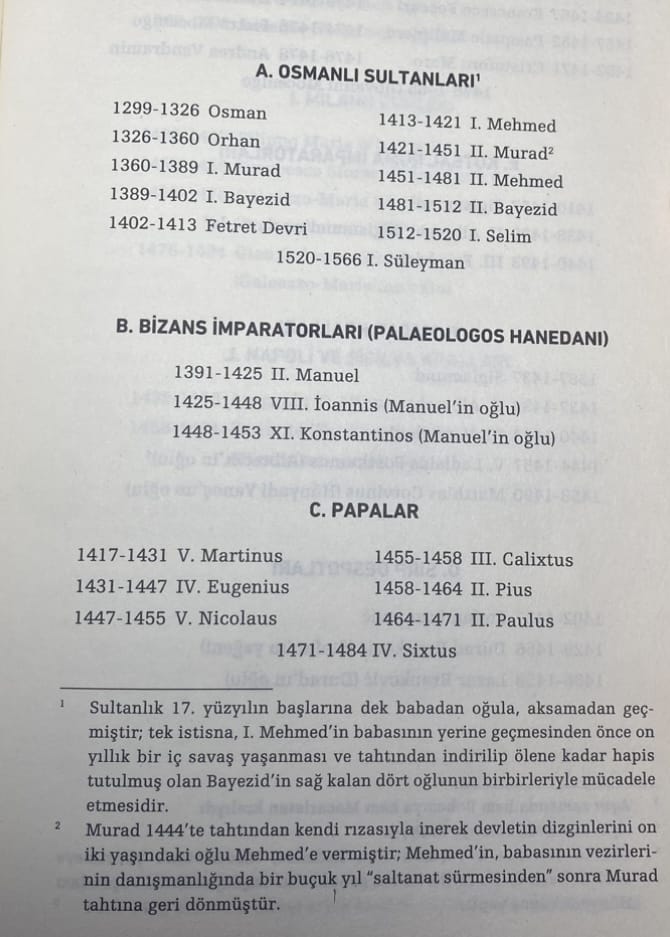 A. OSMANLI SULTANLARI¹
1299-1326 Osman
1326-1360 Orhan
1360-1389 I. Murad
1389-1402 I. Bayezid
1402-1413 Fetret Devri
1413-1421 I. Mehmed
1421-1451 II. Murad²
1451-1481 II. Mehmed
1481-1512 II. Bayezid
1512-1520 I. Selim
1520-1566 I. Süleyman
B. BİZANS İMPARATORLARI (PALAEOLOGOS HANEDANI)
1391-1425 II. Manuel
1425-1448 VIII. İoannis (Manuel'in oğlu)
1448-1453 XI. Konstantinos (Manuel'in oğlu)
C. PAPALAR
1417-1431 V. Martinus
1431-1447 IV. Eugenius
1447-1455 V. Nicolaus
1455-1458 III. Calixtus
1458-1464 II. Pius
1464-1471 II. Paulus
1471-1484 IV. Sixtus
¹ Sultanlık 17. yüzyılın başlarına dek babadan oğula, aksamadan geç-
miştir; tek istisna, I. Mehmed'in babasının yerine geçmesinden önce on
yıllık bir iç savaş yaşanması ve tahtından indirilip ölene kadar hapis
tutulmuş olan Bayezid'in sağ kalan dört oğlunun birbirleriyle mücadele
etmesidir.
² Murad 1444'te tahtından kendi rızasıyla inerek devletin dizginlerini on
iki yaşındaki oğlu Mehmed'e vermiştir; Mehmed'in, babasının vezirleri-
nin danışmanlığında bir buçuk yıl "saltanat sürmesinden" sonra Murad
tahtına geri dönmüştür.